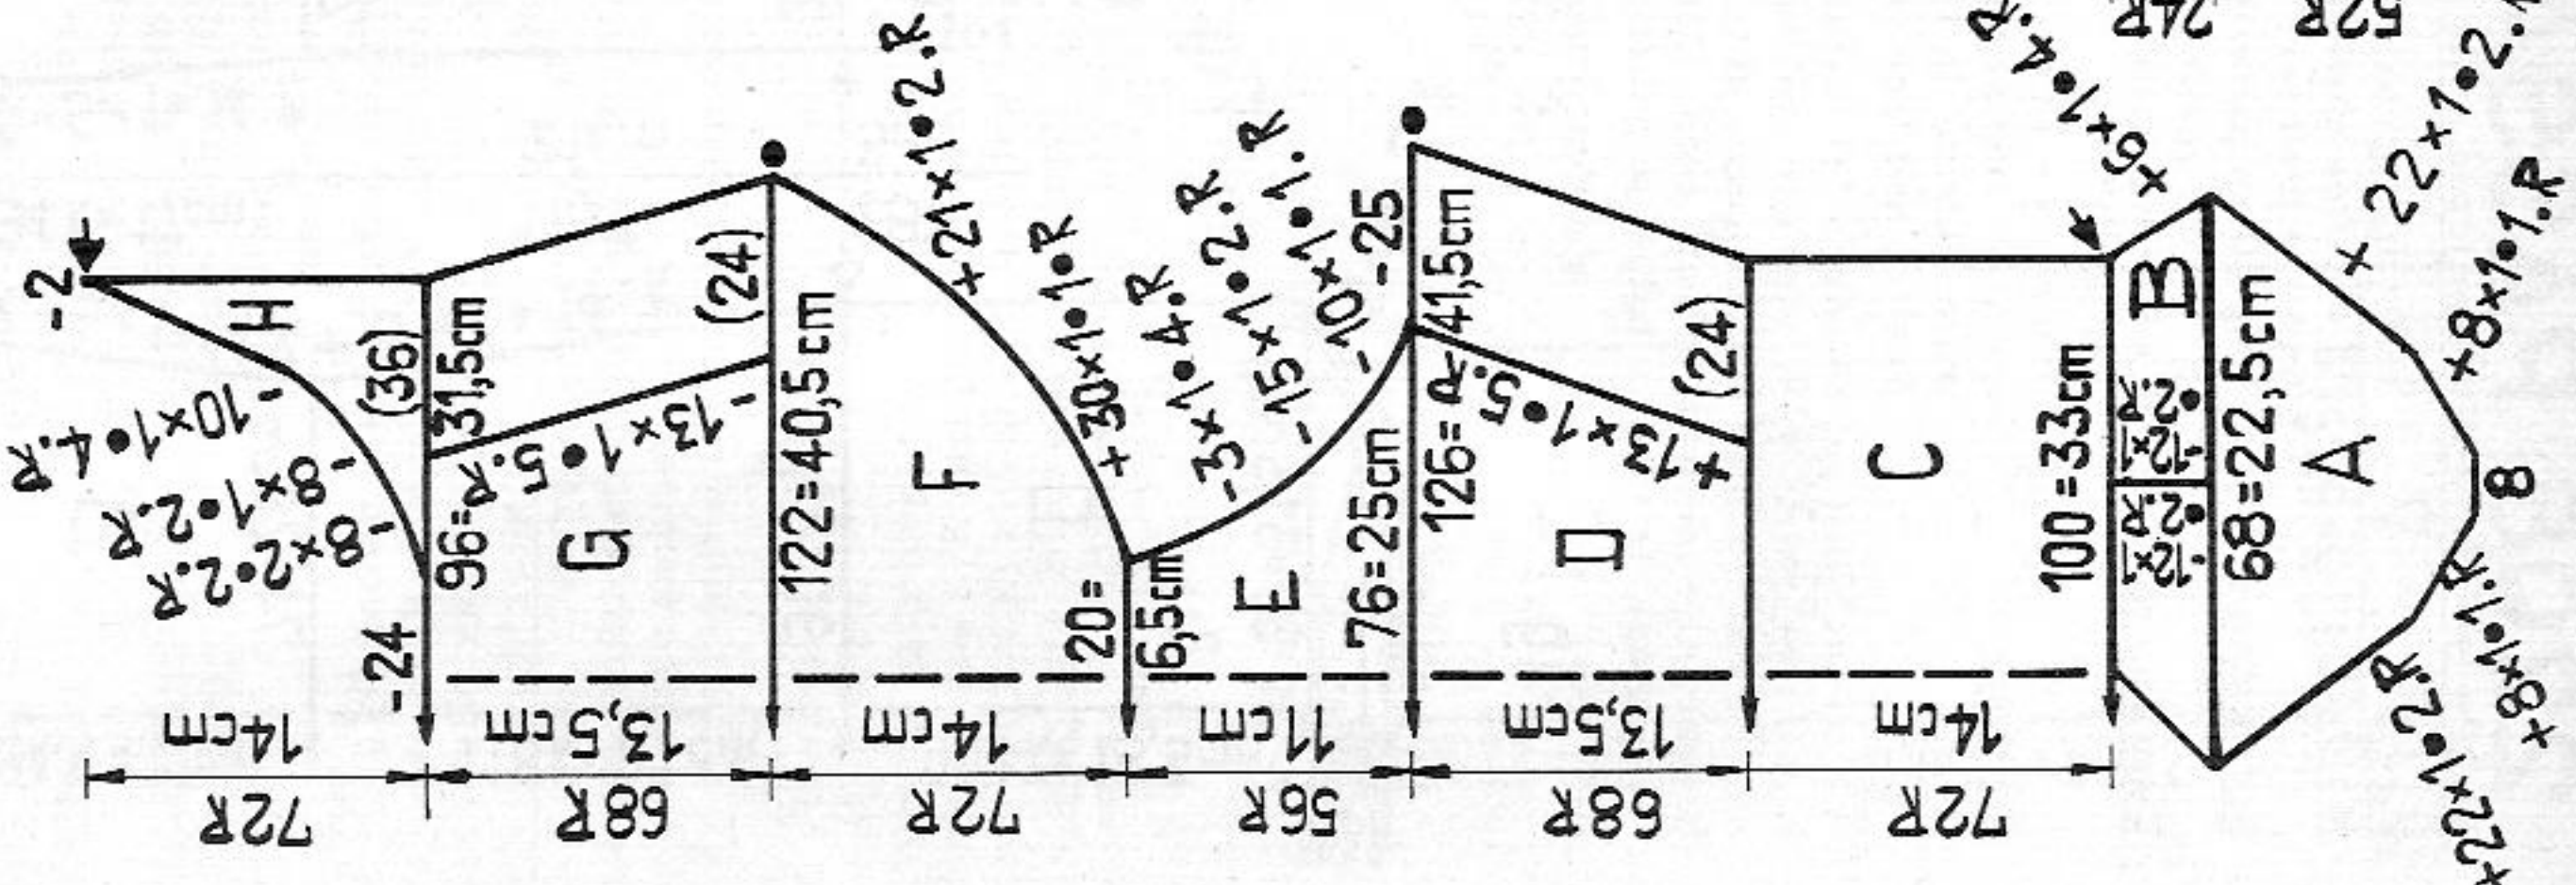 -2
H
-10×1•4.R
-8×1•2.R
-8×2•2.R
(36)
-24
14cm
72R
31,5cm
96=
-13×1•5.R
G
(24)
13,5cm
68R
122=40,5cm
+21×1•2.R
F
+30×1•1•R
14cm
72R
20=
6,5cm
-3×1•4.R
-15×1•2.R
-10×1•1.R
E
-25
76=25cm
11cm
56R
41,5cm
126=
+13×1•5.R
D
(24)
13,5cm
68R
C
14cm
72R
100=33cm
+6×1•4.R
B
-12×1
•2.R
-12×1
•2.R
68=22,5cm
A
+22×1•2.
+8×1•1.R
8
+8×1•1.R
×22×1•2.R
24R
52R